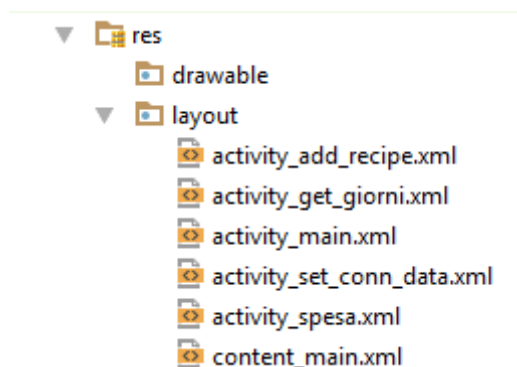 res
drawable
layout
activity_add_recipe.xml
activity_get_giorni.xml
activity_main.xml
activity_set_conn_data.xml
activity_spesa.xml
content_main.xml